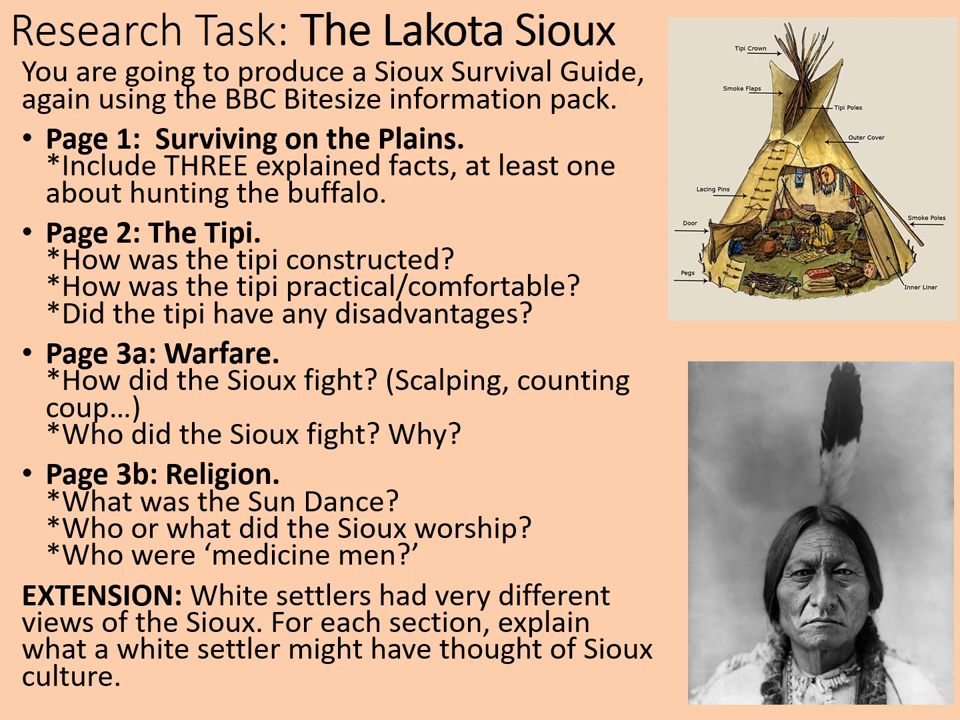 Research Task: The Lakota Sioux
You are going to produce a Sioux Survival Guide,
again using the BBC Bitesize information pack.
• Page 1:  Surviving on the Plains.
*Include THREE explained facts, at least one
about hunting the buffalo.
• Page 2: The Tipi.
*How was the tipi constructed?
*How was the tipi practical/comfortable?
*Did the tipi have any disadvantages?
• Page 3a: Warfare.
*How did the Sioux fight? (Scalping, counting
coup…)
*Who did the Sioux fight? Why?
• Page 3b: Religion.
*What was the Sun Dance?
*Who or what did the Sioux worship?
*Who were ‘medicine men?’
EXTENSION: White settlers had very different
views of the Sioux. For each section, explain
what a white settler might have thought of Sioux
culture.
Tipi Crown
Smoke Flaps
Tipi Poles
Outer Cover
Lacing Pins
Door
Smoke Poles
Pegs
Inner Liner